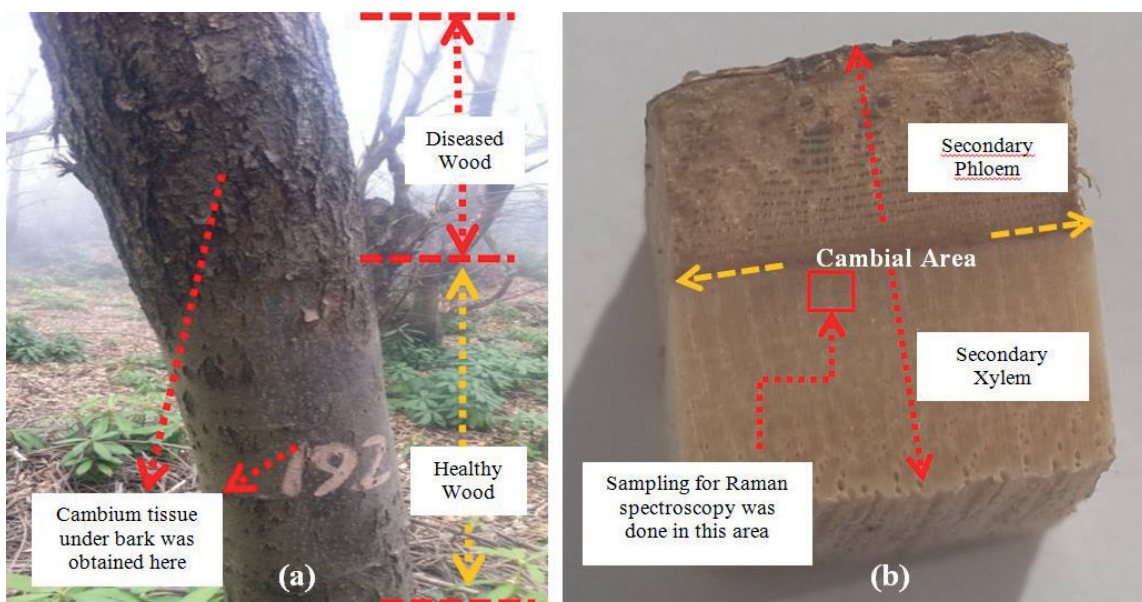 Diseased
Wood
Healthy
Wood
192
Cambium tissue
under bark was
obtained here
(a)
Secondary
Phloem
Cambial Area
Secondary
Xylem
Sampling for Raman
spectroscopy was
done in this area
(b)